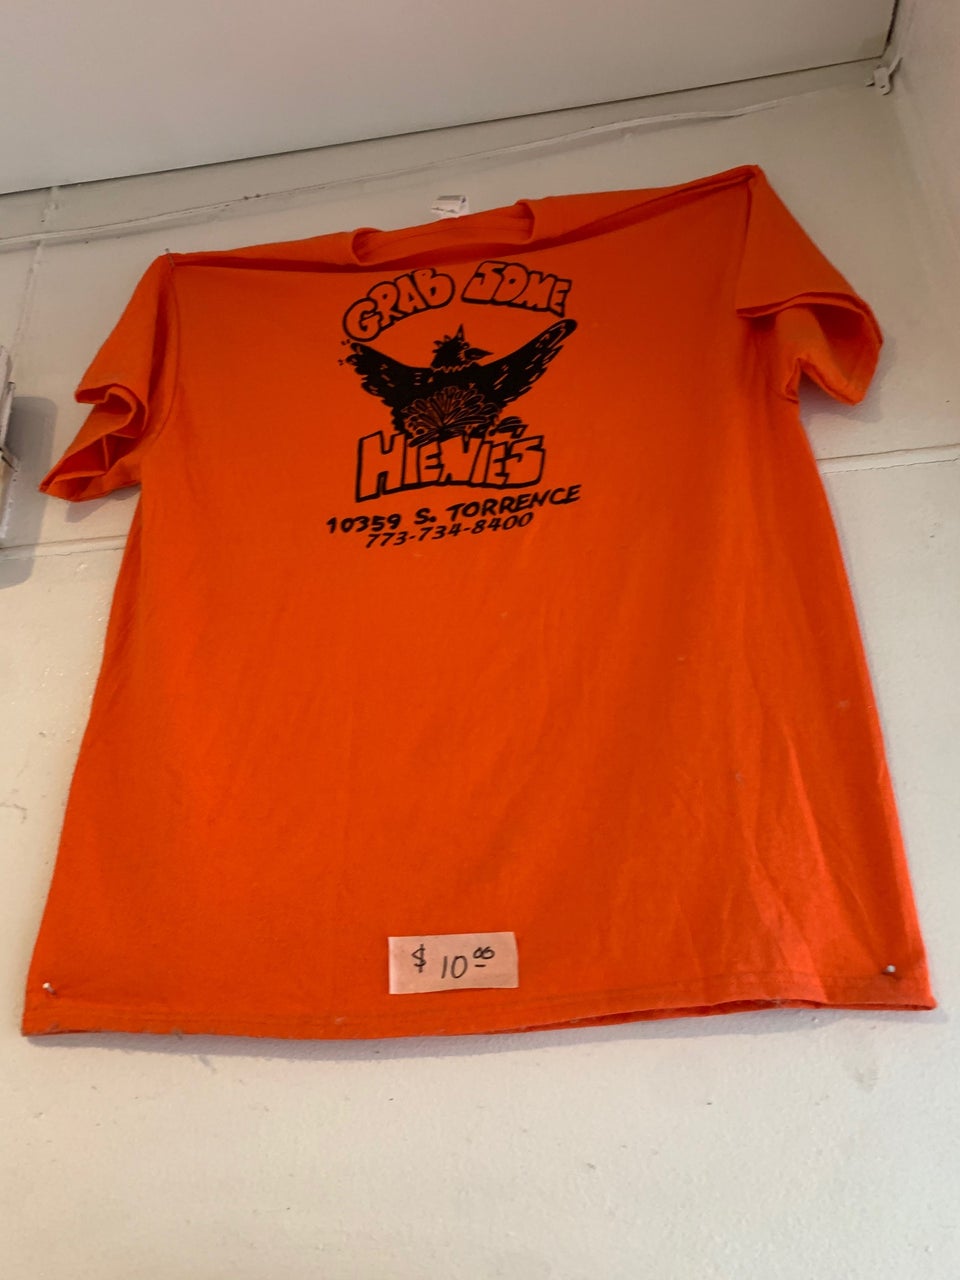 GRAB SOME
HIENIES
10359 S. TORRENCE
773-734-8400
$ 10 00